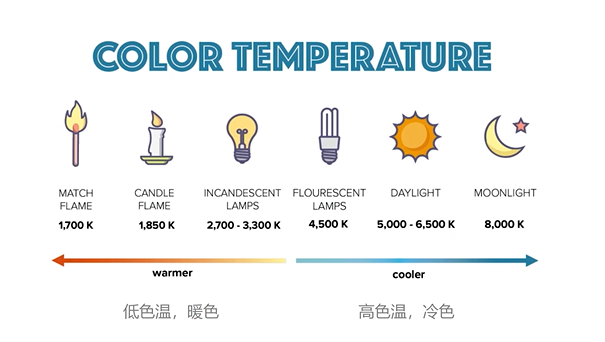 COLOR TEMPERATURE
MATCH
FLAME
1,700 K
CANDLE
FLAME
1,850 K
INCANDESCENT
LAMPS
2,700 - 3,300 K
FLOURESCENT
LAMPS
4,500 K
DAYLIGHT
5,000 - 6,500 K
MOONLIGHT
8,000 K
warmer
cooler
低色温，暖色
高色温，冷色